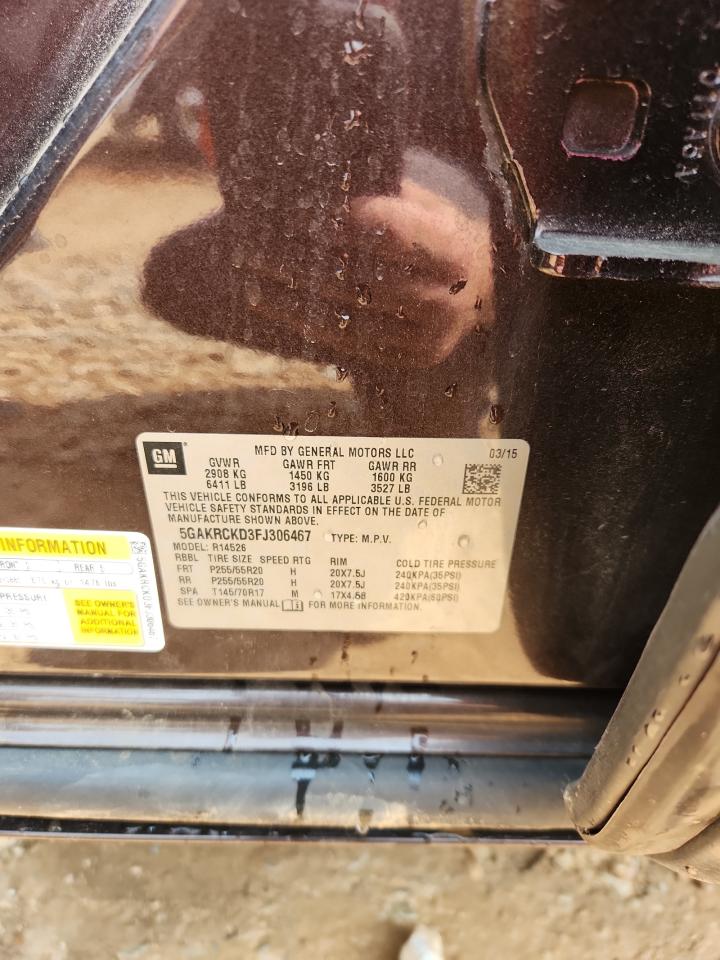 GM
MFD BY GENERAL MOTORS LLC 03/15
GVWR GAWR FRT GAWR RR
2908 KG 1450 KG 1600 KG
6411 LB 3196 LB 3527 LB
THIS VEHICLE CONFORMS TO ALL APPLICABLE U.S. FEDERAL MOTOR
VEHICLE SAFETY STANDARDS IN EFFECT ON THE DATE OF
MANUFACTURE SHOWN ABOVE.
5GAKRCKD3FJ306467 TYPE: M.P.V.
MODEL: R14526
RBBL TIRE SIZE SPEED RTG RIM COLD TIRE PRESSURE
FRT P255/55R20 H 20X7.5J 240KPA(35PSI)
RR P255/55R20 H 20X7.5J 240KPA(35PSI)
SPA T145/70R17 M 17X4.5B 420KPA(60PSI)
SEE OWNER'S MANUAL FOR MORE INFORMATION.
INFORMATION
REAR
PRESSURE
SEE OWNER'S
MANUAL FOR
ADDITIONAL
INFORMATION